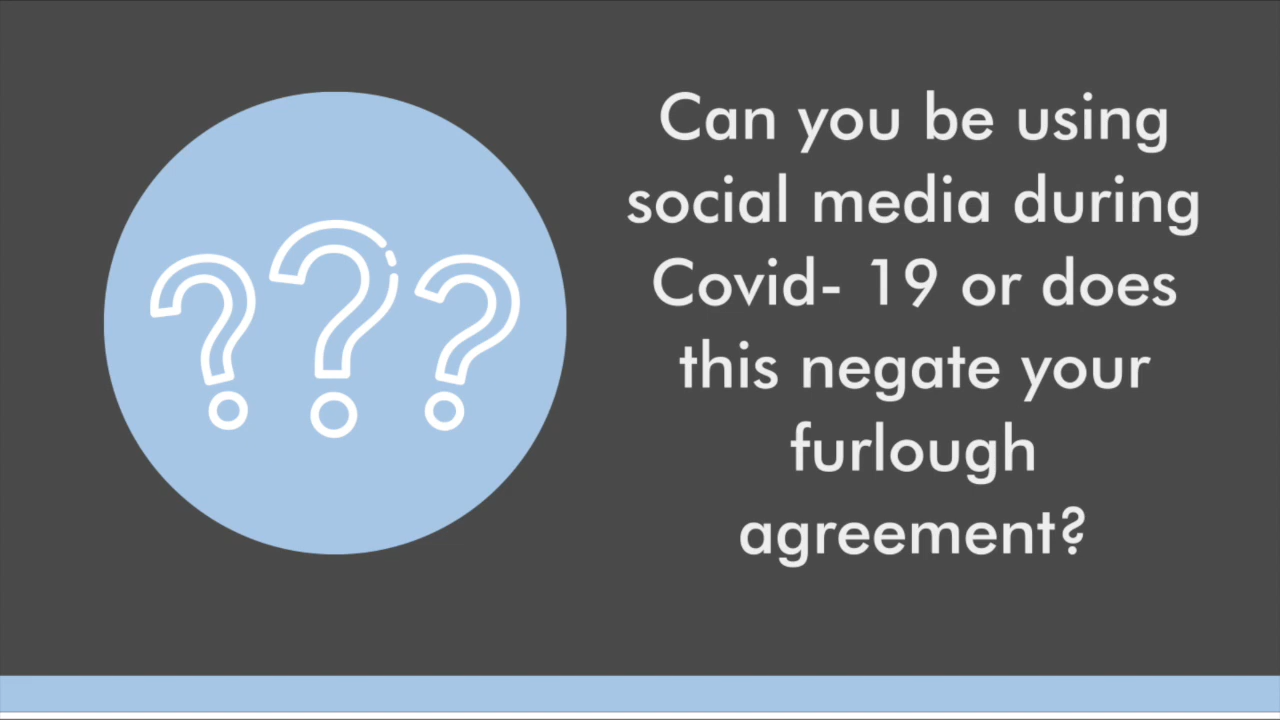 Can you be using
social media during
Covid- 19 or does
this negate your
furlough
agreement?